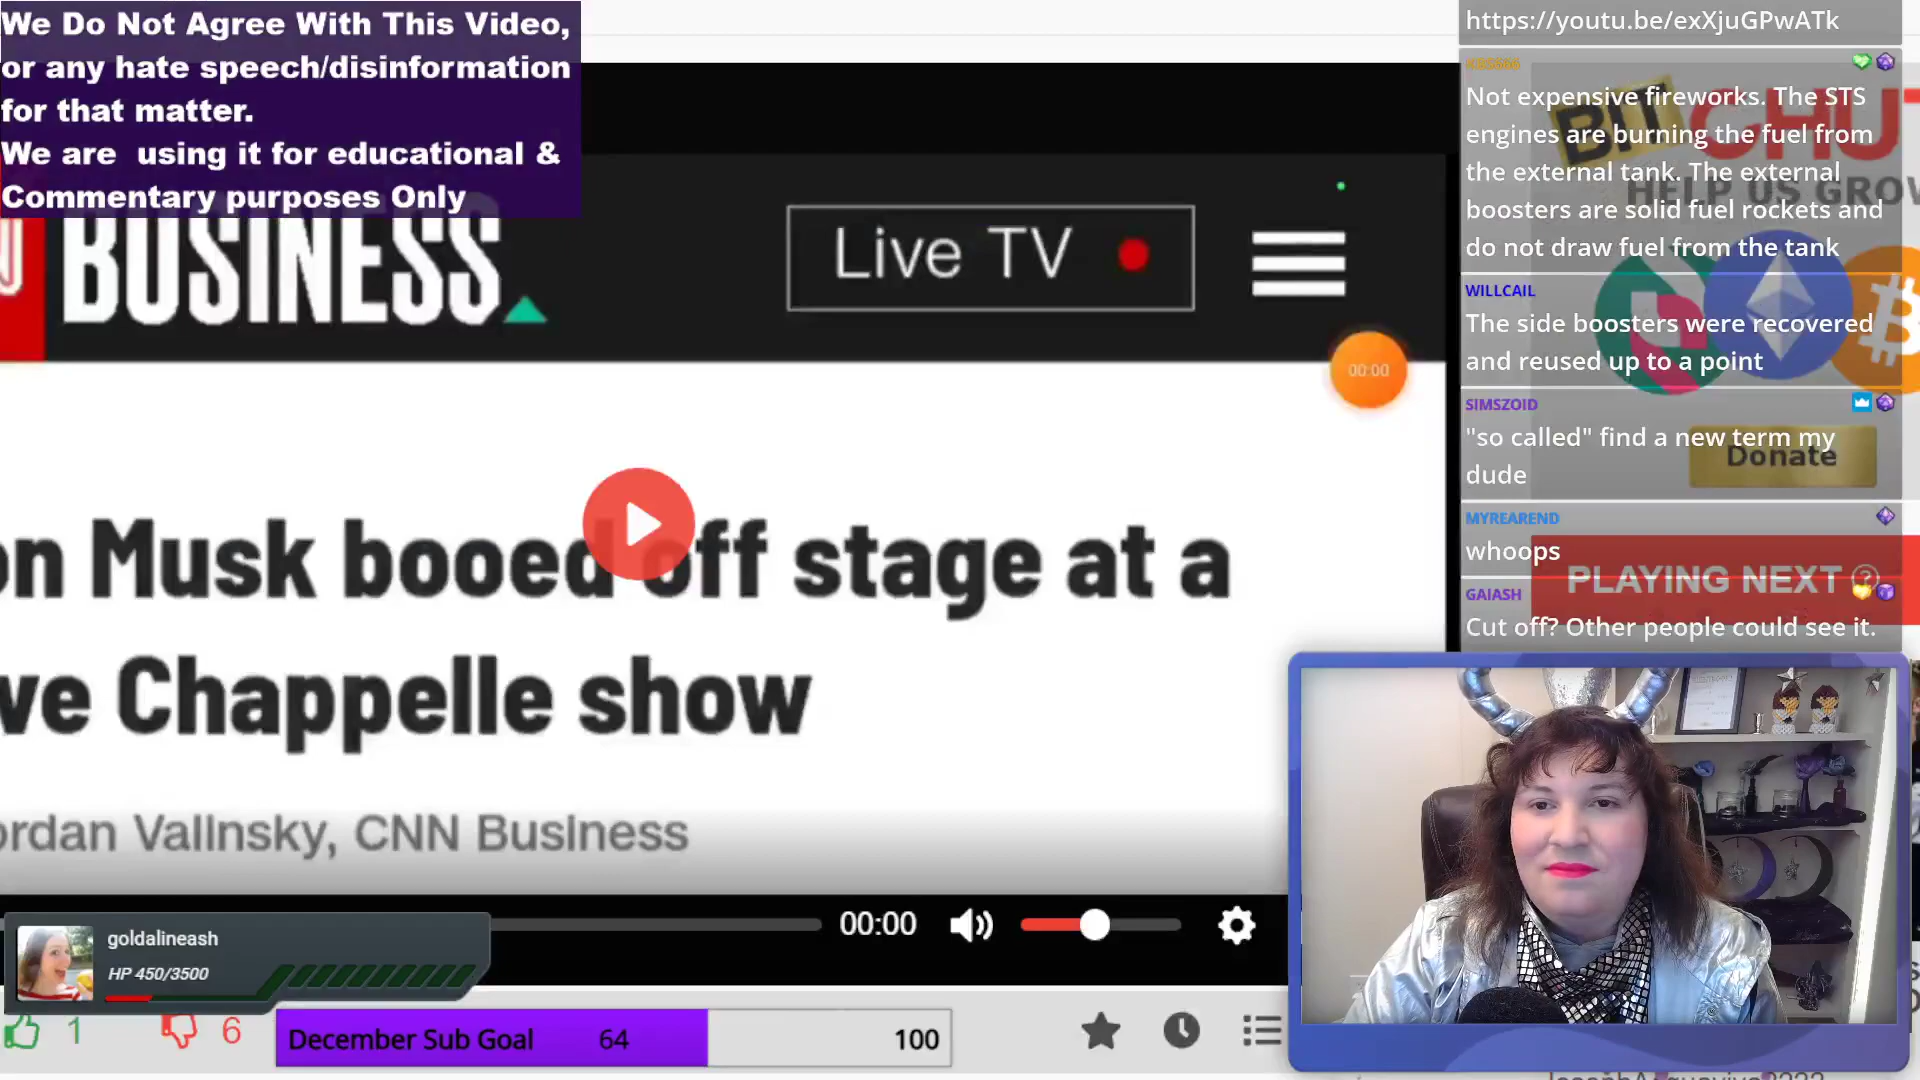 We Do Not Agree With This Video,
or any hate speech/disinformation
for that matter.
We are using it for educational &
Commentary purposes Only
BUSINESS
Live TV
00:00
on Musk booed off stage at a
ve Chappelle show
ordan Valinsky, CNN Business
00:00
goldalineash
HP 450/3500
1
6
December Sub Goal 64 100
https://youtu.be/exXjuGPwATk
Not expensive fireworks. The STS
engines are burning the fuel from
the external tank. The external
boosters are solid fuel rockets and
do not draw fuel from the tank
WILLCAIL
The side boosters were recovered
and reused up to a point
SIMSZOID
"so called" find a new term my
dude
MYREAREND
whoops
GAIASH
Cut off? Other people could see it.
BIT CHUT
HELP US GROW
Donate
PLAYING NEXT